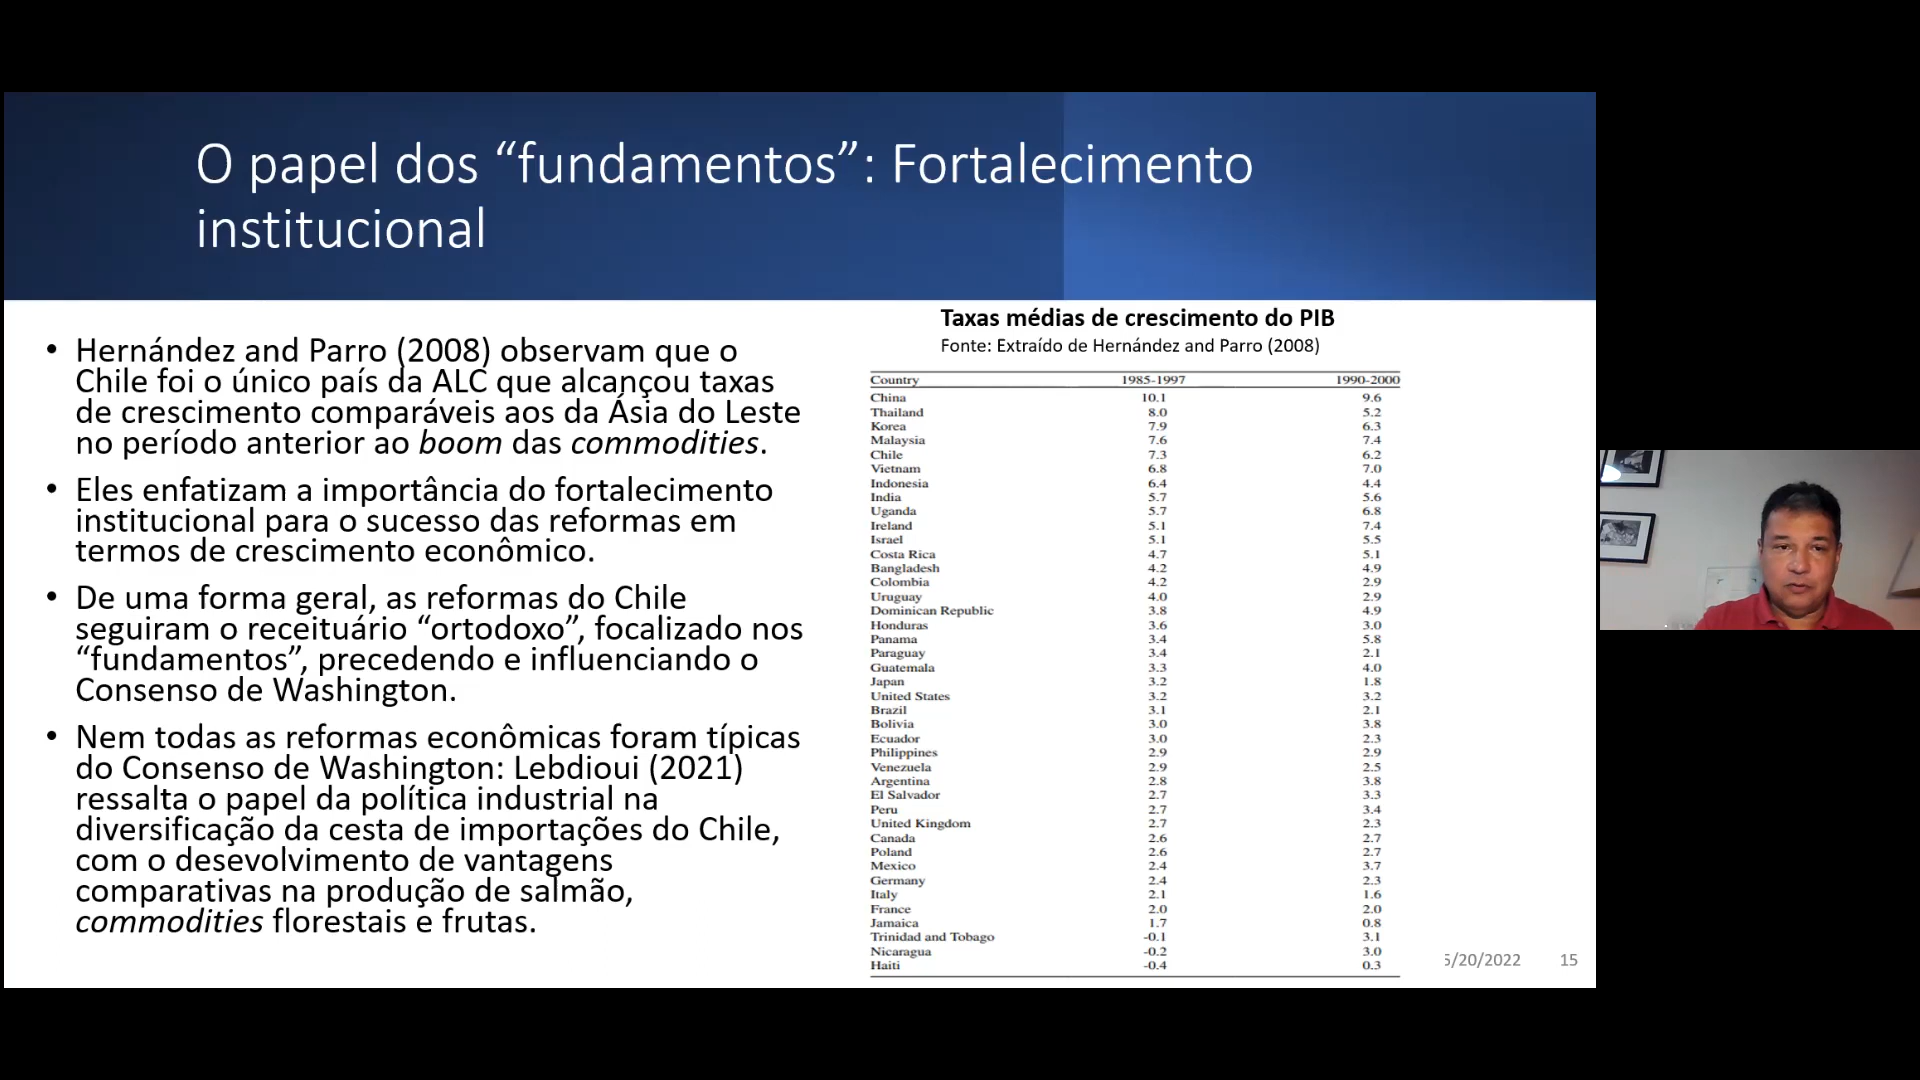 O papel dos “fundamentos”: Fortalecimento
institucional
• Hernández and Parro (2008) observam que o
Chile foi o único país da ALC que alcançou taxas
de crescimento comparáveis aos da Ásia do Leste
no período anterior ao boom das commodities.
• Eles enfatizam a importância do fortalecimento
institucional para o sucesso das reformas em
termos de crescimento econômico.
• De uma forma geral, as reformas do Chile
seguiram o receituário “ortodoxo”, focalizado nos
“fundamentos”, precedendo e influenciando o
Consenso de Washington.
• Nem todas as reformas econômicas foram típicas
do Consenso de Washington: Lebdioui (2021)
ressalta o papel da política industrial na
diversificação da cesta de importações do Chile,
com o desevolvimento de vantagens
comparativas na produção de salmão,
commodities florestais e frutas.
Taxas médias de crescimento do PIB
Fonte: Extraído de Hernández and Parro (2008)
Country 1985-1997 1990-2000
China 10.1 9.6
Thailand 8.0 5.2
Korea 7.9 6.3
Malaysia 7.6 7.4
Chile 7.3 6.2
Vietnam 6.8 7.0
Indonesia 6.4 4.4
India 5.7 5.6
Uganda 5.7 6.8
Ireland 5.1 7.4
Israel 5.1 5.5
Costa Rica 4.7 5.1
Bangladesh 4.2 4.9
Colombia 4.2 2.9
Uruguay 4.0 2.9
Dominican Republic 3.8 4.9
Honduras 3.6 3.0
Panama 3.4 5.8
Paraguay 3.4 2.1
Guatemala 3.3 4.0
Japan 3.2 1.8
United States 3.2 3.2
Brazil 3.1 2.1
Bolivia 3.0 3.8
Ecuador 3.0 2.3
Philippines 2.9 2.9
Venezuela 2.9 2.5
Argentina 2.8 3.8
El Salvador 2.7 3.3
Peru 2.7 3.4
United Kingdom 2.7 2.3
Canada 2.6 2.7
Poland 2.6 2.7
Mexico 2.4 3.7
Germany 2.4 2.3
Italy 2.1 1.6
France 2.0 2.0
Jamaica 1.7 0.8
Trinidad and Tobago -0.1 3.1
Nicaragua -0.2 3.0
Haiti -0.4 0.3
5/20/2022 15